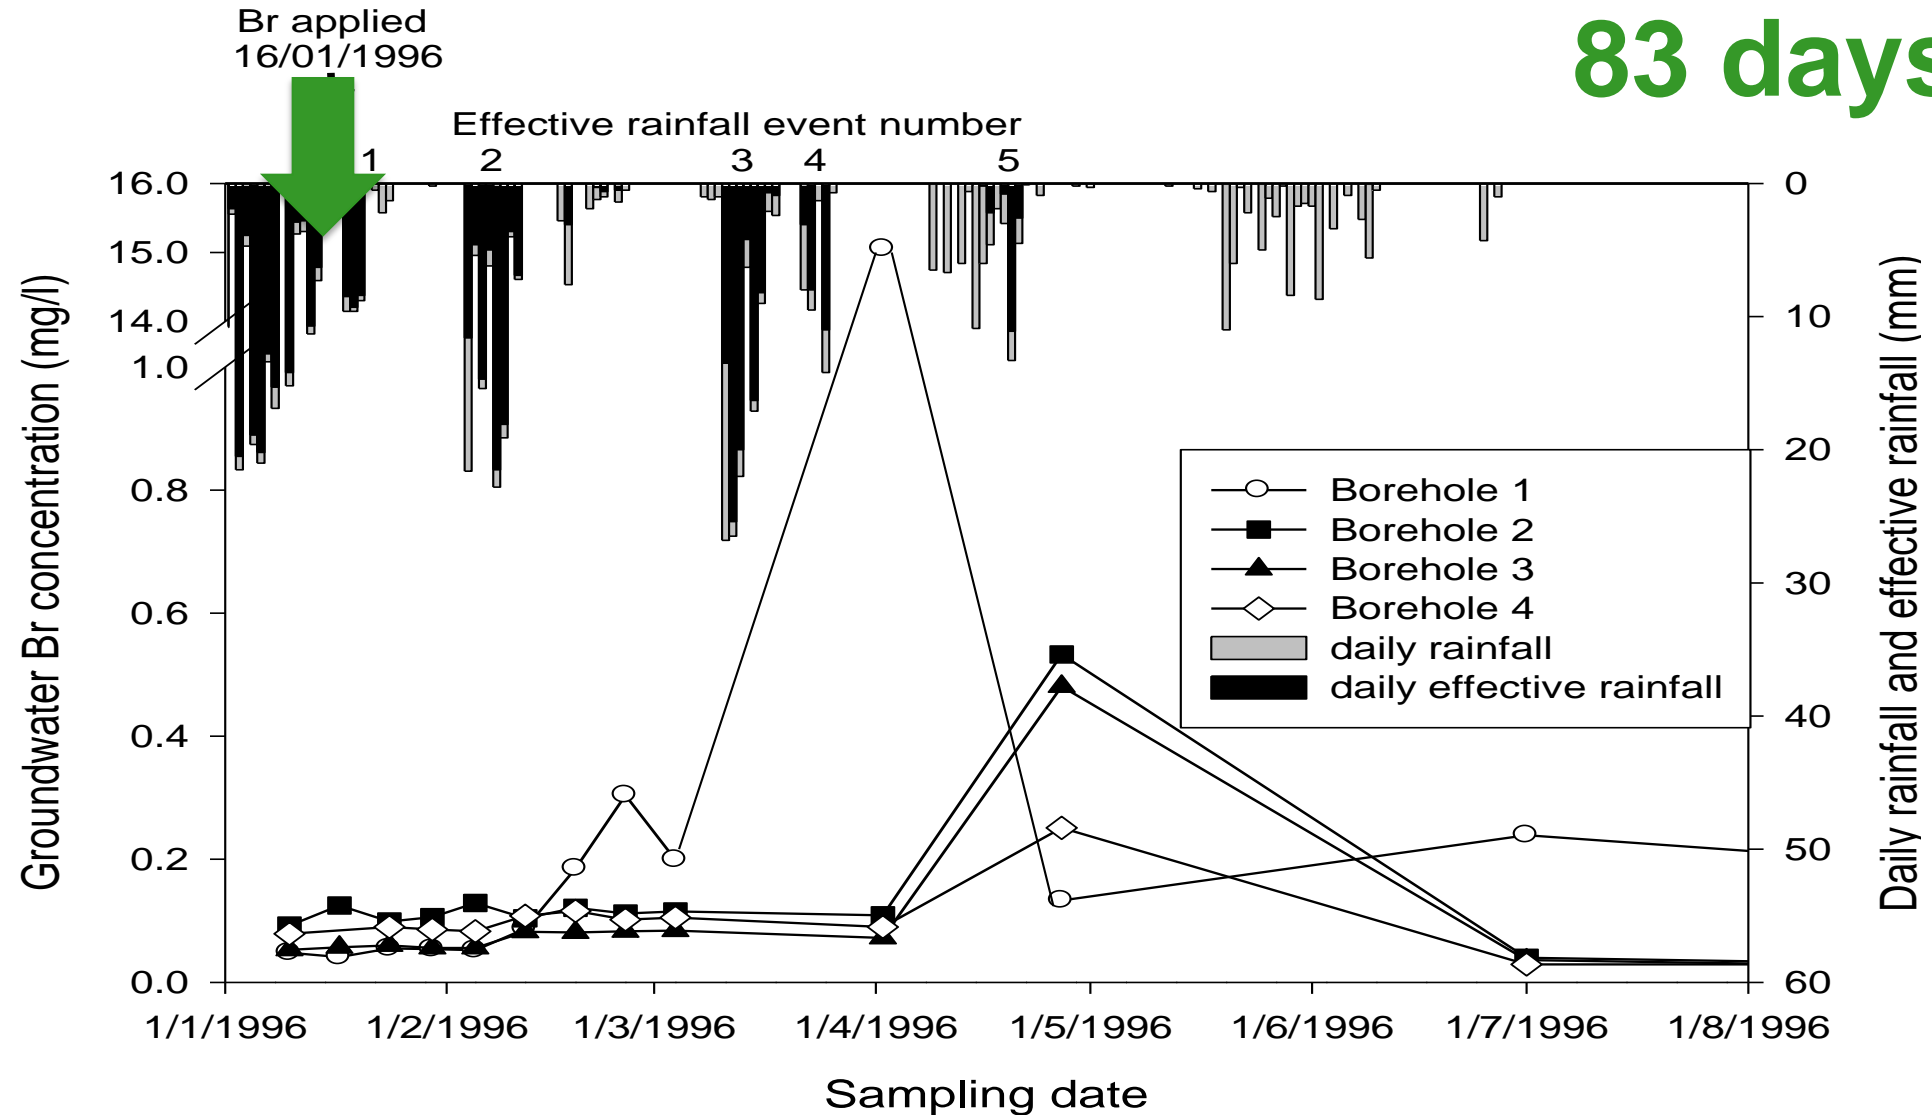 Br applied
16/01/1996
83 days
Effective rainfall event number
1 2 3 4 5
16.0
15.0
14.0
1.0
0.8
0.6
0.4
0.2
0.0
Groundwater Br concentration (mg/l)
0
10
20
30
40
50
60
Daily rainfall and effective rainfall (mm)
Borehole 1
Borehole 2
Borehole 3
Borehole 4
daily rainfall
daily effective rainfall
1/1/1996 1/2/1996 1/3/1996 1/4/1996 1/5/1996 1/6/1996 1/7/1996 1/8/1996
Sampling date